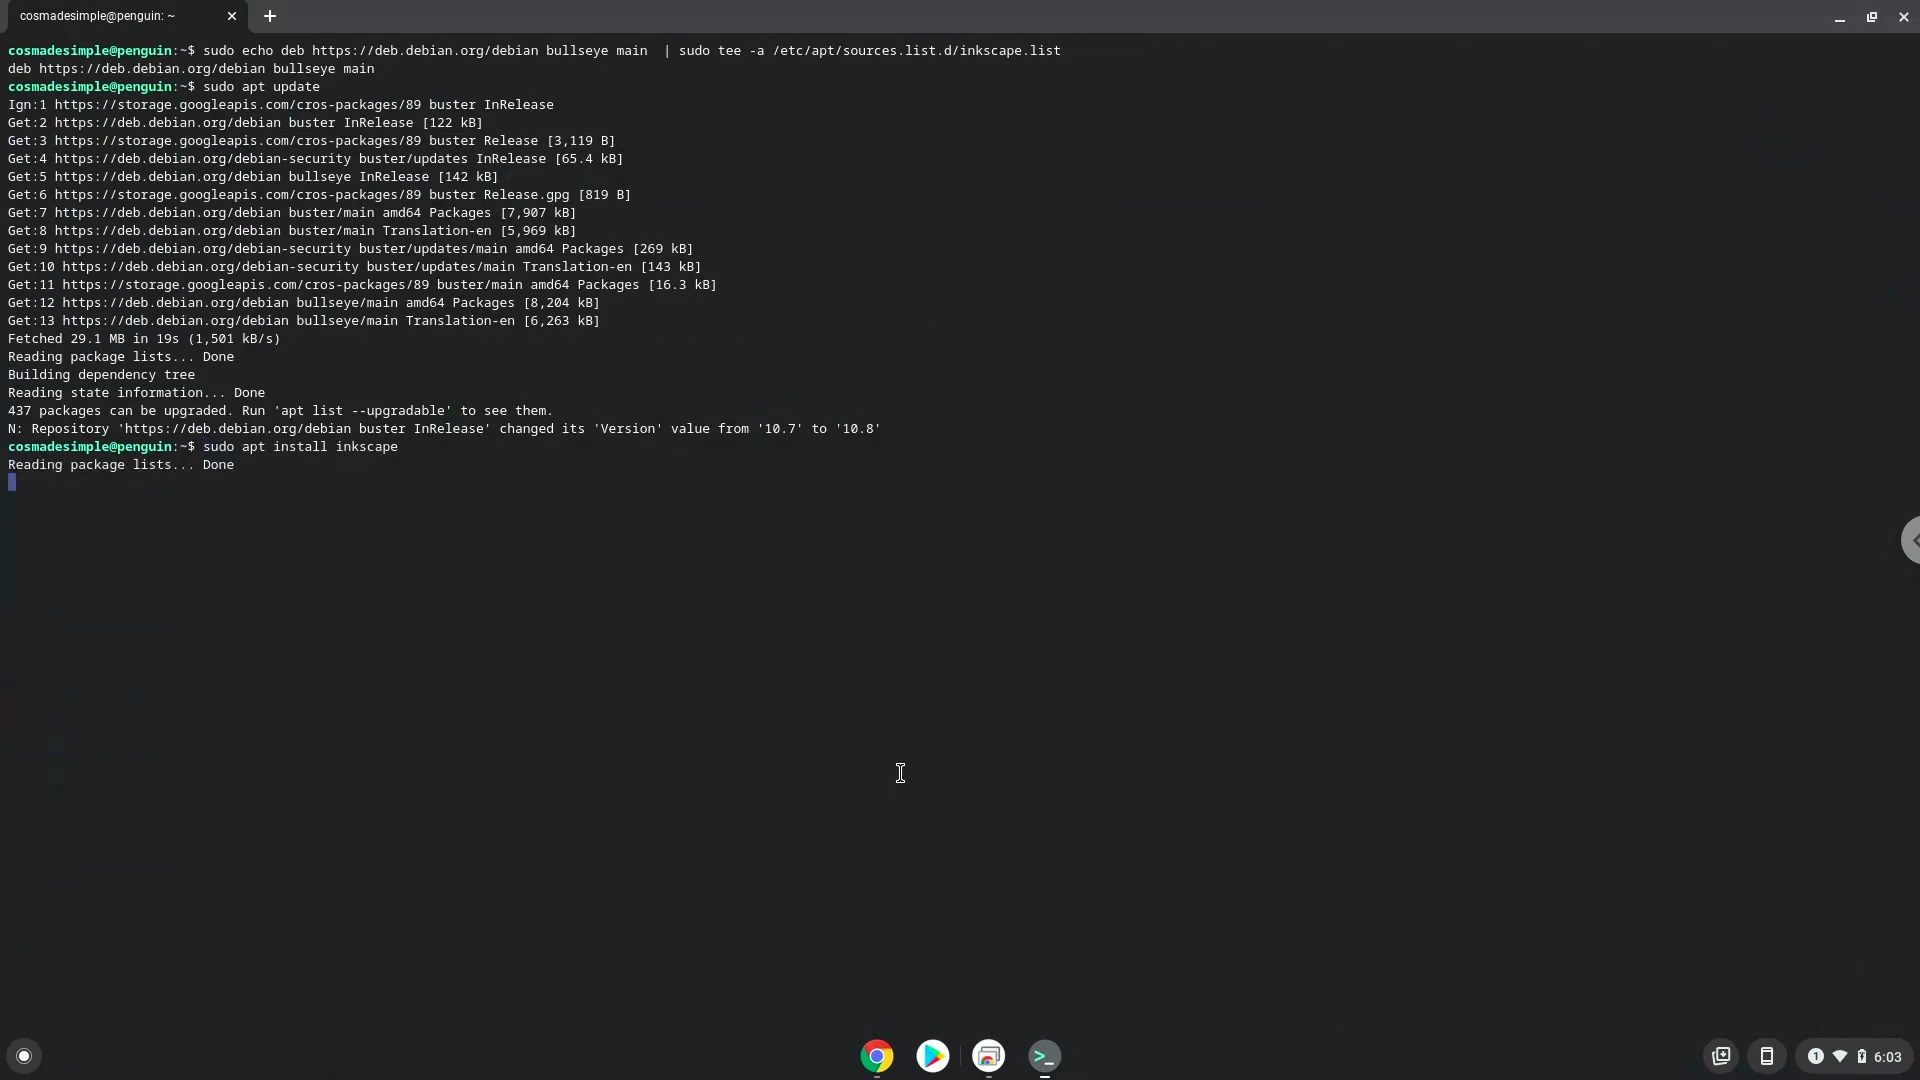 cosmadesimple@penguin: ~
cosmadesimple@penguin:~$ sudo echo deb https://deb.debian.org/debian bullseye main  | sudo tee -a /etc/apt/sources.list.d/inkscape.list
deb https://deb.debian.org/debian bullseye main
cosmadesimple@penguin:~$ sudo apt update
Ign:1 https://storage.googleapis.com/cros-packages/89 buster InRelease
Get:2 https://deb.debian.org/debian buster InRelease [122 kB]
Get:3 https://storage.googleapis.com/cros-packages/89 buster Release [3,119 B]
Get:4 https://deb.debian.org/debian-security buster/updates InRelease [65.4 kB]
Get:5 https://deb.debian.org/debian bullseye InRelease [142 kB]
Get:6 https://storage.googleapis.com/cros-packages/89 buster Release.gpg [819 B]
Get:7 https://deb.debian.org/debian buster/main amd64 Packages [7,907 kB]
Get:8 https://deb.debian.org/debian buster/main Translation-en [5,969 kB]
Get:9 https://deb.debian.org/debian-security buster/updates/main amd64 Packages [269 kB]
Get:10 https://deb.debian.org/debian-security buster/updates/main Translation-en [143 kB]
Get:11 https://storage.googleapis.com/cros-packages/89 buster/main amd64 Packages [16.3 kB]
Get:12 https://deb.debian.org/debian bullseye/main amd64 Packages [8,204 kB]
Get:13 https://deb.debian.org/debian bullseye/main Translation-en [6,263 kB]
Fetched 29.1 MB in 19s (1,501 kB/s)
Reading package lists... Done
Building dependency tree
Reading state information... Done
437 packages can be upgraded. Run 'apt list --upgradable' to see them.
N: Repository 'https://deb.debian.org/debian buster InRelease' changed its 'Version' value from '10.7' to '10.8'
cosmadesimple@penguin:~$ sudo apt install inkscape
Reading package lists... Done
1 6:03